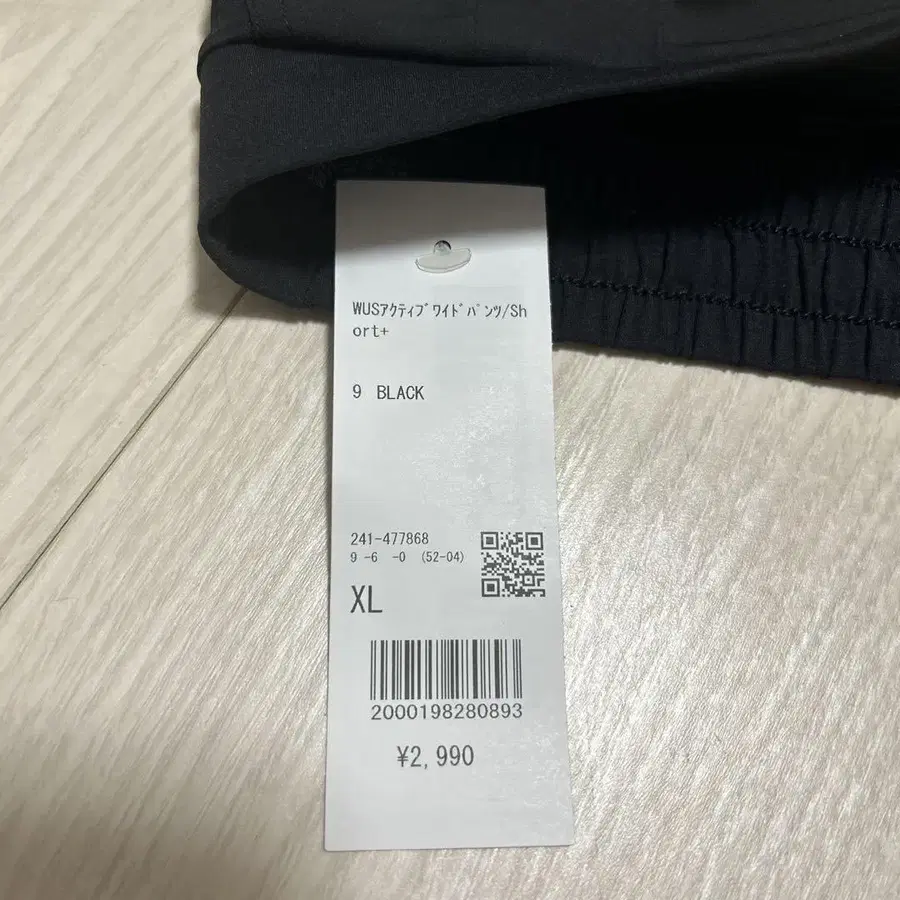 WUSｱｸﾃｨﾌﾞﾜｲﾄﾞﾊﾟﾝﾂ/Sh
ort+
9 BLACK
241-477868
9 -6 -0 (52-04)
XL
2000198280893
¥2,990